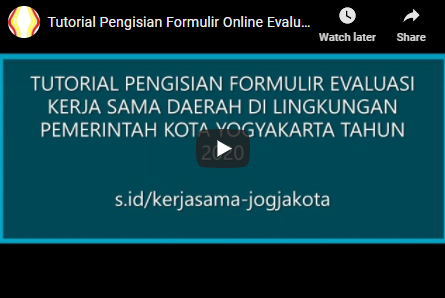 Tutorial Pengisian Formulir Online Evalu...
Watch later
Share
TUTORIAL PENGISIAN FORMULIR EVALUASI
KERJA SAMA DAERAH DI LINGKUNGAN
PEMERINTAH KOTA YOGYAKARTA TAHUN
2020
s.id/kerjasama-jogjakota